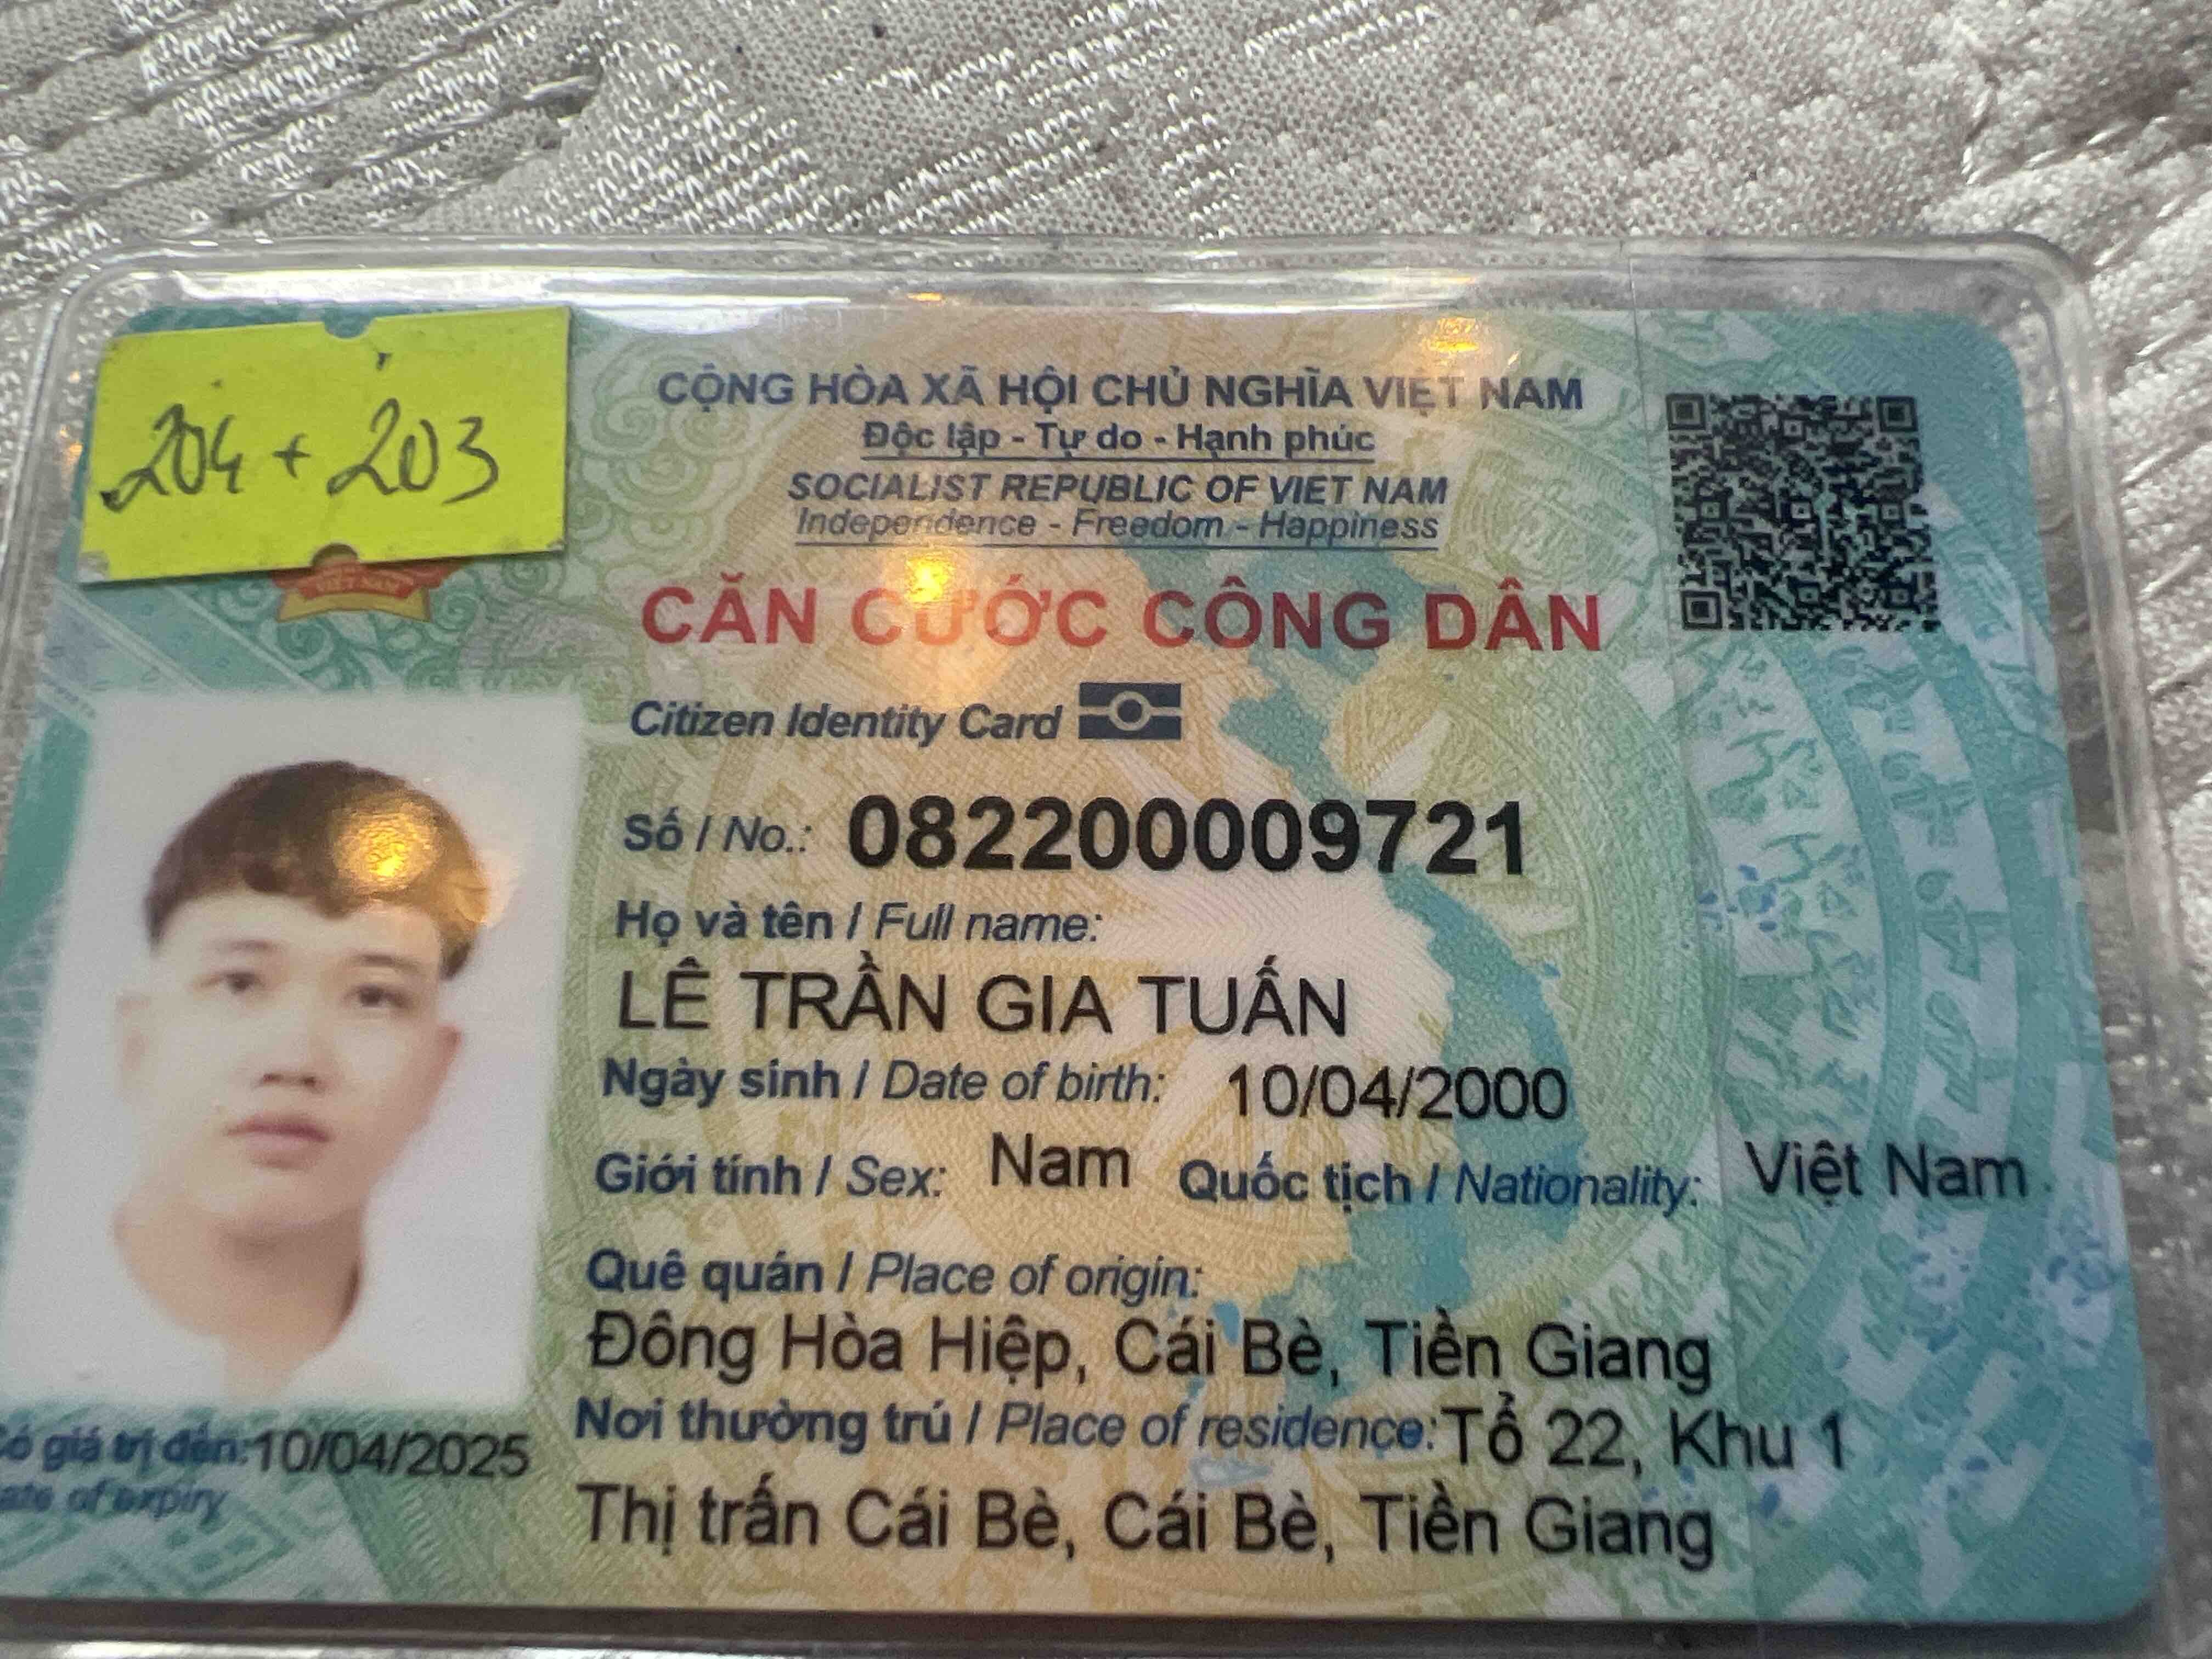 204 + 203
CỘNG HÒA XÃ HỘI CHỦ NGHĨA VIỆT NAM
Độc lập - Tự do - Hạnh phúc
SOCIALIST REPUBLIC OF VIET NAM
Independence - Freedom - Happiness
VIỆT NAM
CĂN CƯỚC CÔNG DÂN
Citizen Identity Card
Số / No.: 082200009721
Họ và tên / Full name:
LÊ TRẦN GIA TUẤN
Ngày sinh / Date of birth: 10/04/2000
Giới tính / Sex: Nam Quốc tịch / Nationality: Việt Nam
Quê quán / Place of origin:
Đông Hòa Hiệp, Cái Bè, Tiền Giang
Nơi thường trú / Place of residence: Tổ 22, Khu 1
Thị trấn Cái Bè, Cái Bè, Tiền Giang
giá trị đến: 10/04/2025
of expiry